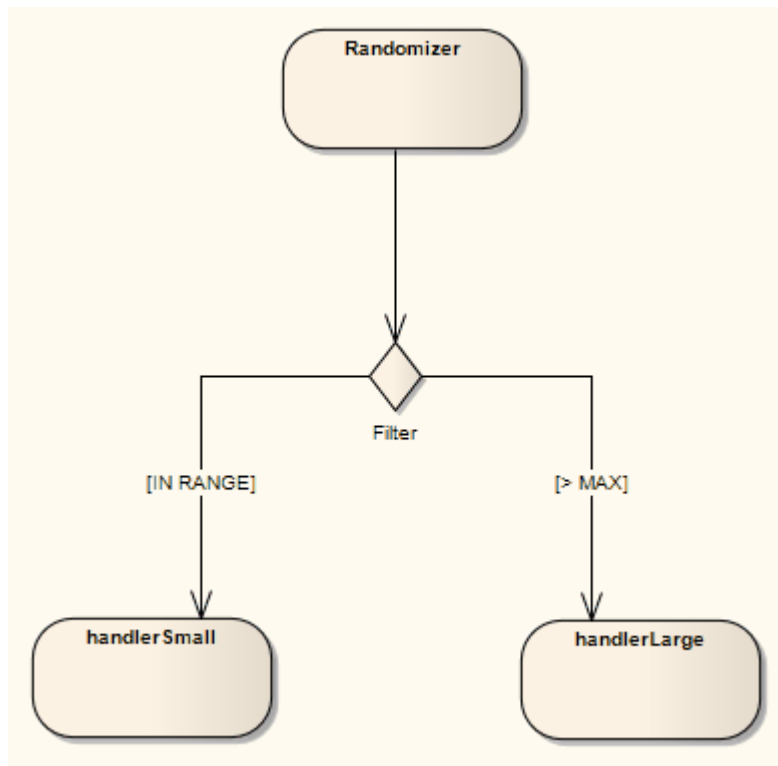 Randomizer
Filter
[IN RANGE]
[> MAX]
handlerSmall
handlerLarge